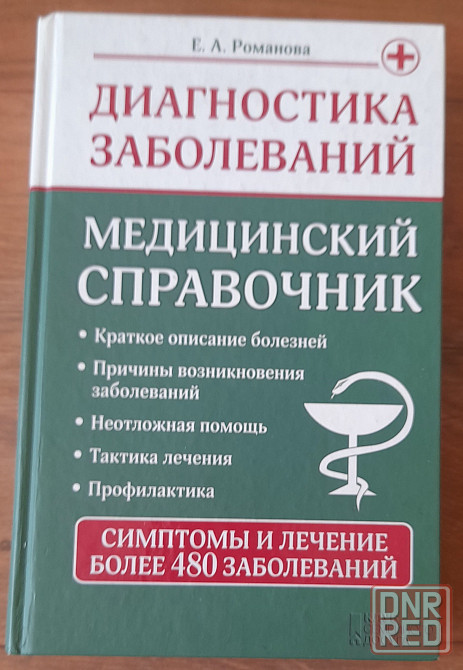 Е. А. Романова
ДИАГНОСТИКА
ЗАБОЛЕВАНИЙ
МЕДИЦИНСКИЙ
СПРАВОЧНИК
• Краткое описание болезней
• Причины возникновения
заболеваний
• Неотложная помощь
• Тактика лечения
• Профилактика
СИМПТОМЫ И ЛЕЧЕНИЕ
БОЛЕЕ 480 ЗАБОЛЕВАНИЙ
DNR
RED